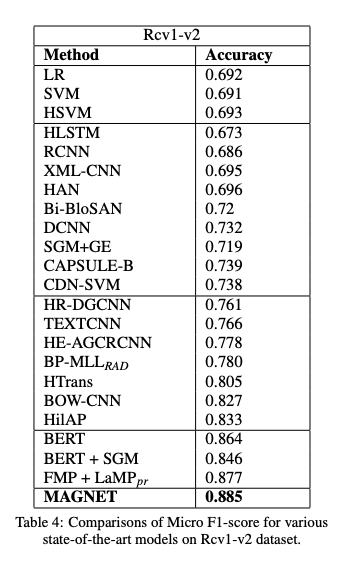 Rcv1-v2
Method Accuracy
LR 0.692
SVM 0.691
HSVM 0.693
HLSTM 0.673
RCNN 0.686
XML-CNN 0.695
HAN 0.696
Bi-BloSAN 0.72
DCNN 0.732
SGM+GE 0.719
CAPSULE-B 0.739
CDN-SVM 0.738
HR-DGCNN 0.761
TEXTCNN 0.766
HE-AGCRCNN 0.778
BP-MLLRAD 0.780
HTrans 0.805
BOW-CNN 0.827
HilAP 0.833
BERT 0.864
BERT + SGM 0.846
FMP + LaMPpr 0.877
MAGNET 0.885
Table 4: Comparisons of Micro F1-score for various
state-of-the-art models on Rcv1-v2 dataset.